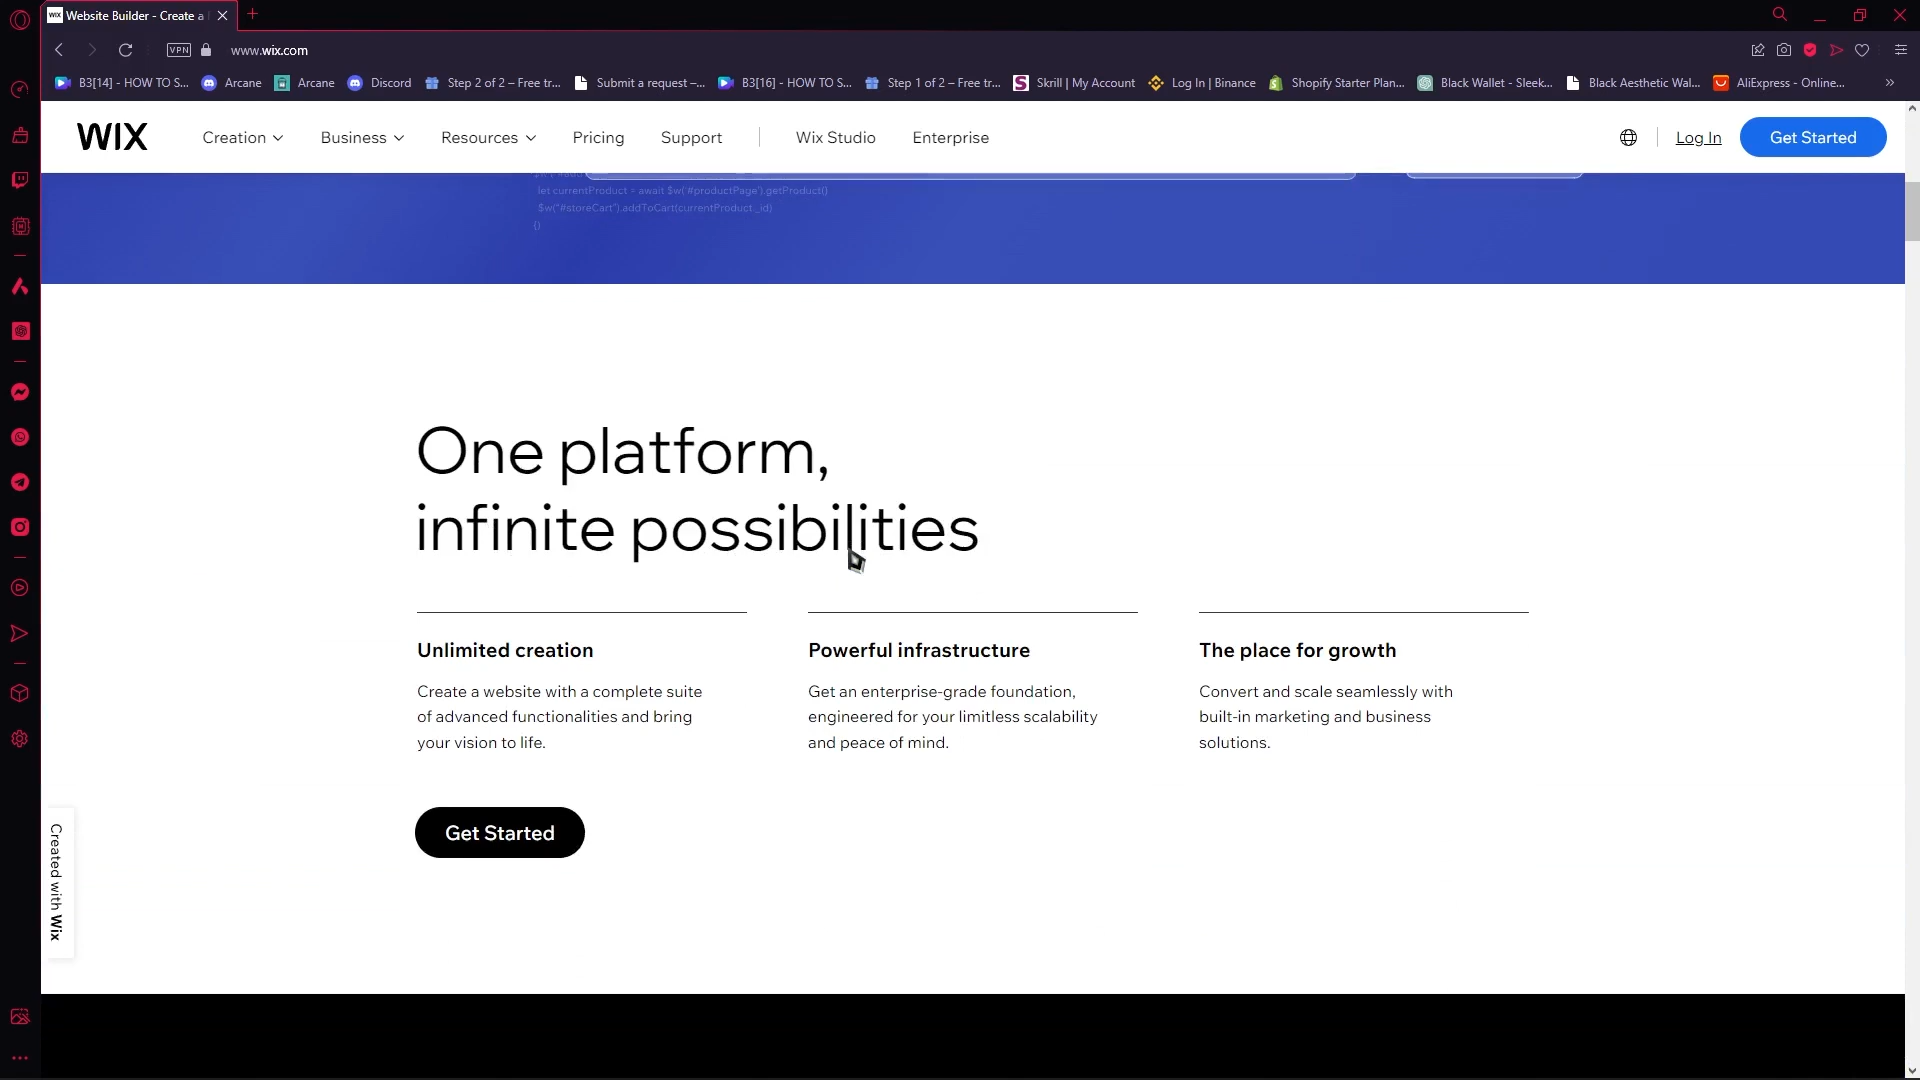 WIX Website Builder - Create a
VPN www.wix.com
B3[14] - HOW TO S... Arcane Arcane Discord Step 2 of 2 – Free tr... Submit a request –... B3[16] - HOW TO S... Step 1 of 2 – Free tr... Skrill | My Account Log In | Binance Shopify Starter Plan,... Black Wallet - Sleek... Black Aesthetic Wal... AliExpress - Online...
WIX Creation Business Resources Pricing Support Wix Studio Enterprise Log In Get Started
let currentProduct = await $w('#productPage').getProduct()
$w("#storeCart").addToCart(currentProduct._id)
()
One platform,
infinite possibilities
Unlimited creation
Create a website with a complete suite
of advanced functionalities and bring
your vision to life.
Powerful infrastructure
Get an enterprise-grade foundation,
engineered for your limitless scalability
and peace of mind.
The place for growth
Convert and scale seamlessly with
built-in marketing and business
solutions.
Get Started
Created with Wix